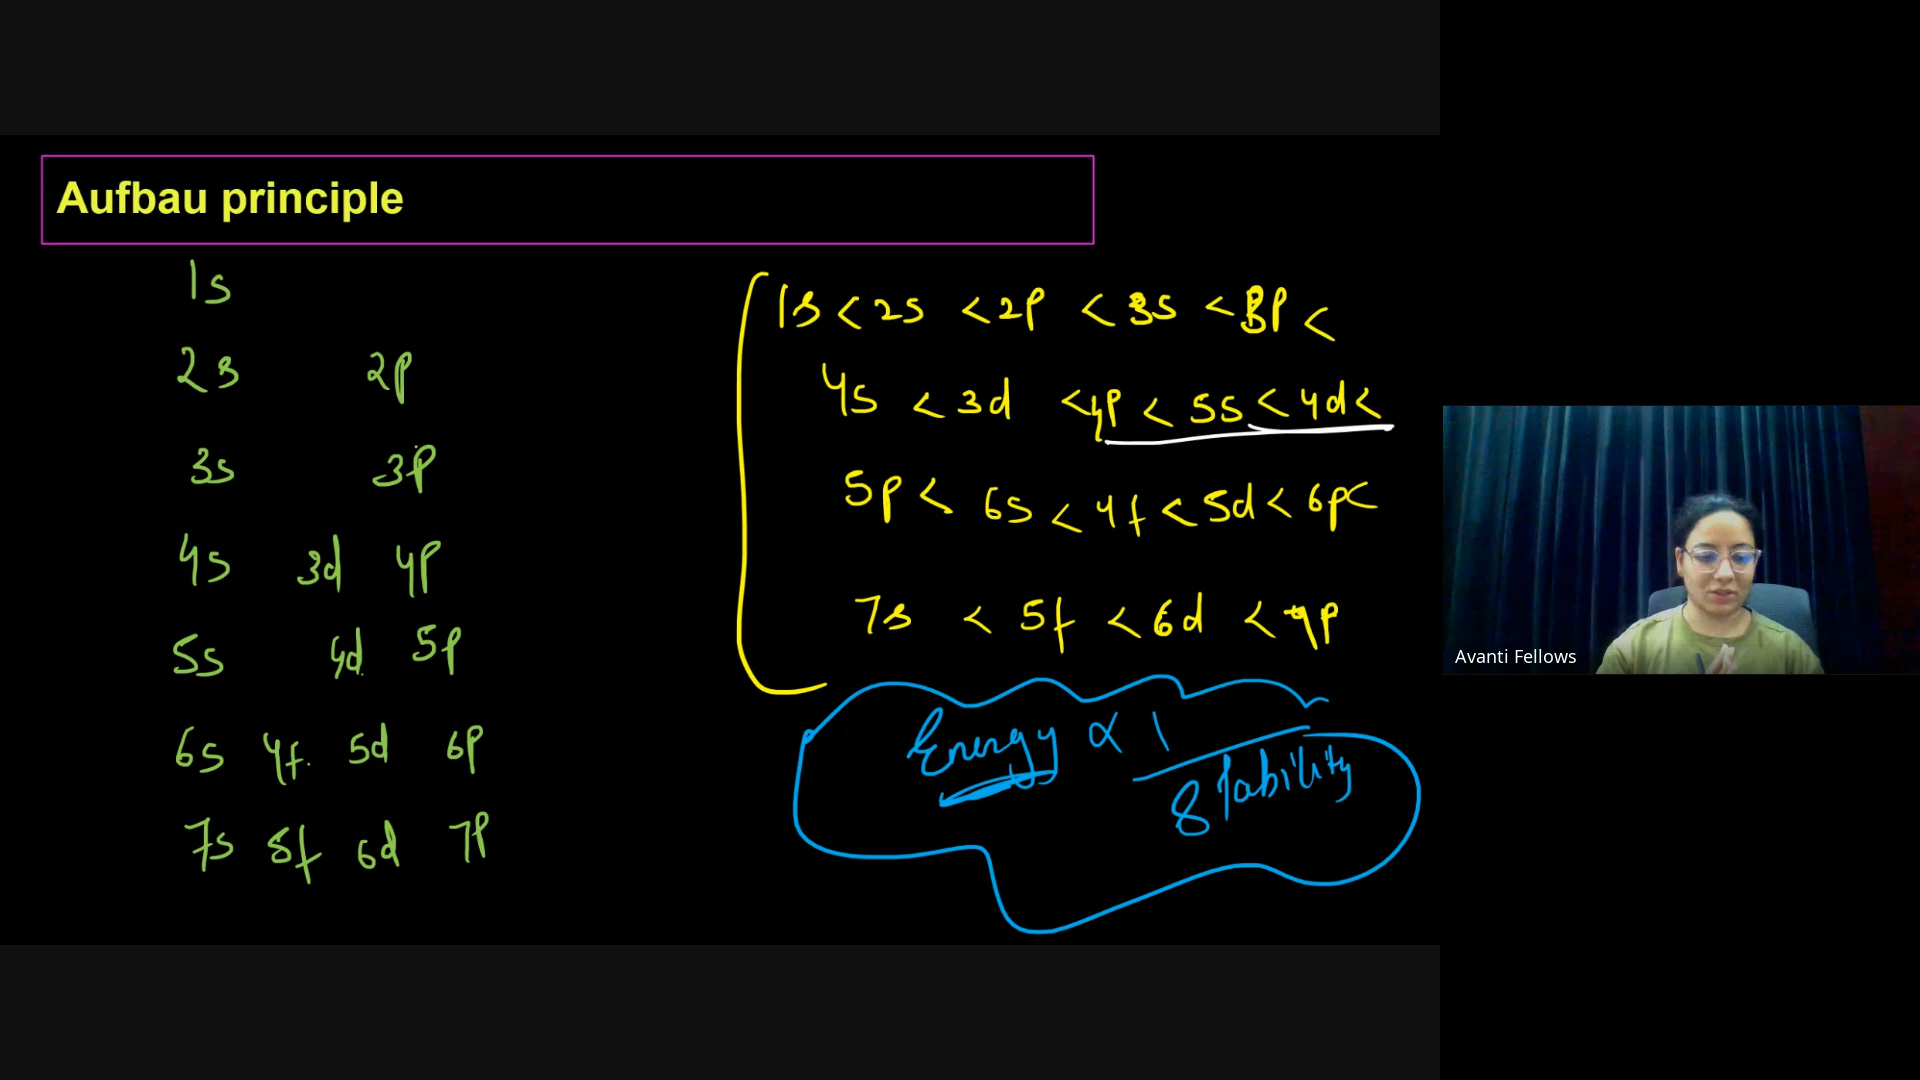 Aufbau principle
1s
2s 2p
3s 3p
4s 3d 4p
5s 4d 5p
6s 4f. 5d 6p
7s 5f 6d 7p
1s < 2s < 2p < 3s < 3p <
4s < 3d < 4p < 5s < 4d <
5p < 6s < 4f < 5d < 6p <
7s < 5f < 6d < 7p
Energy ∝ 1
Stability
Avanti Fellows